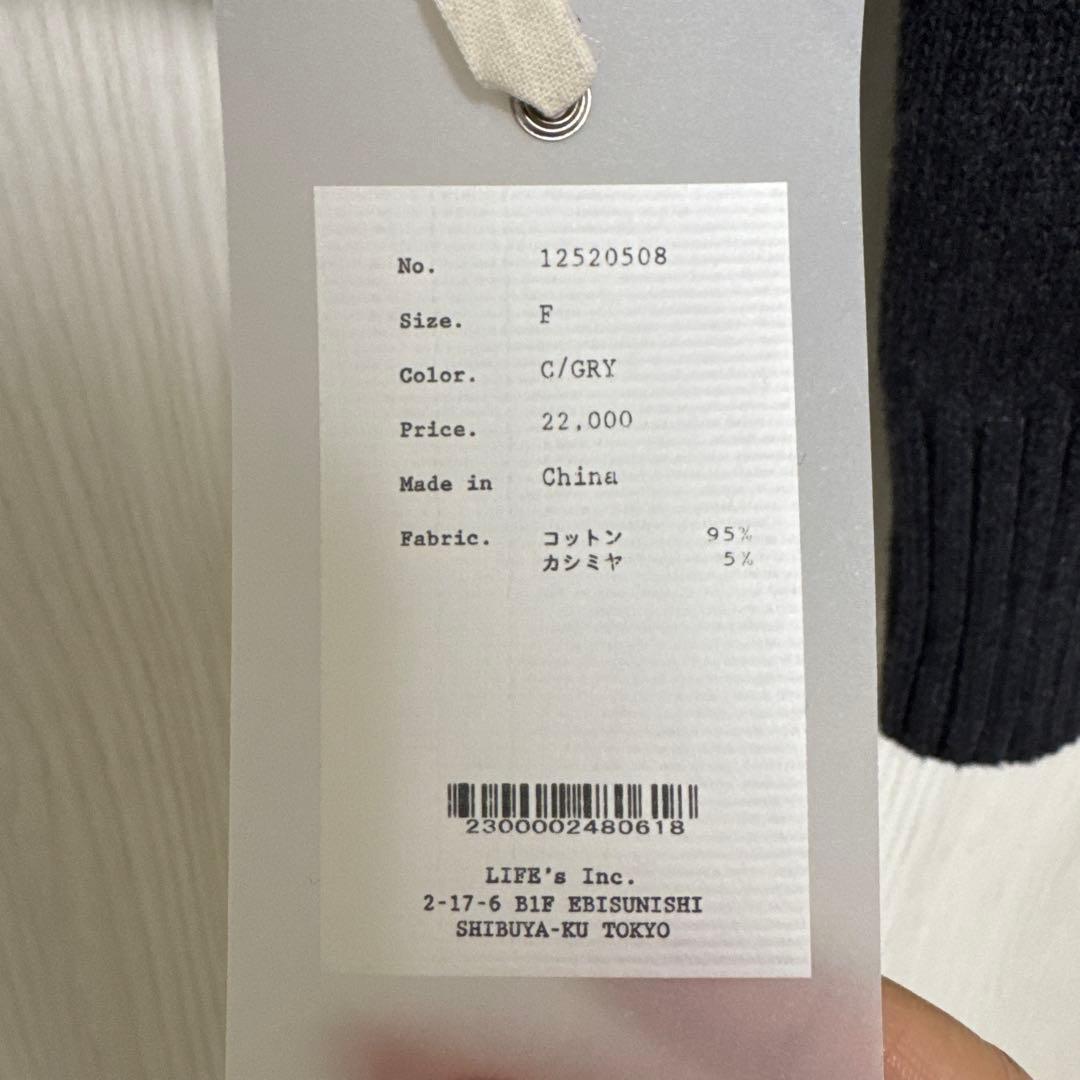 No. 12520508
Size. F
Color. C/GRY
Price. 22,000
Made in China
Fabric. コットン 95%
カシミヤ 5%
2300002480618
LIFE's Inc.
2-17-6 B1F EBISUNISHI
SHIBUYA-KU TOKYO